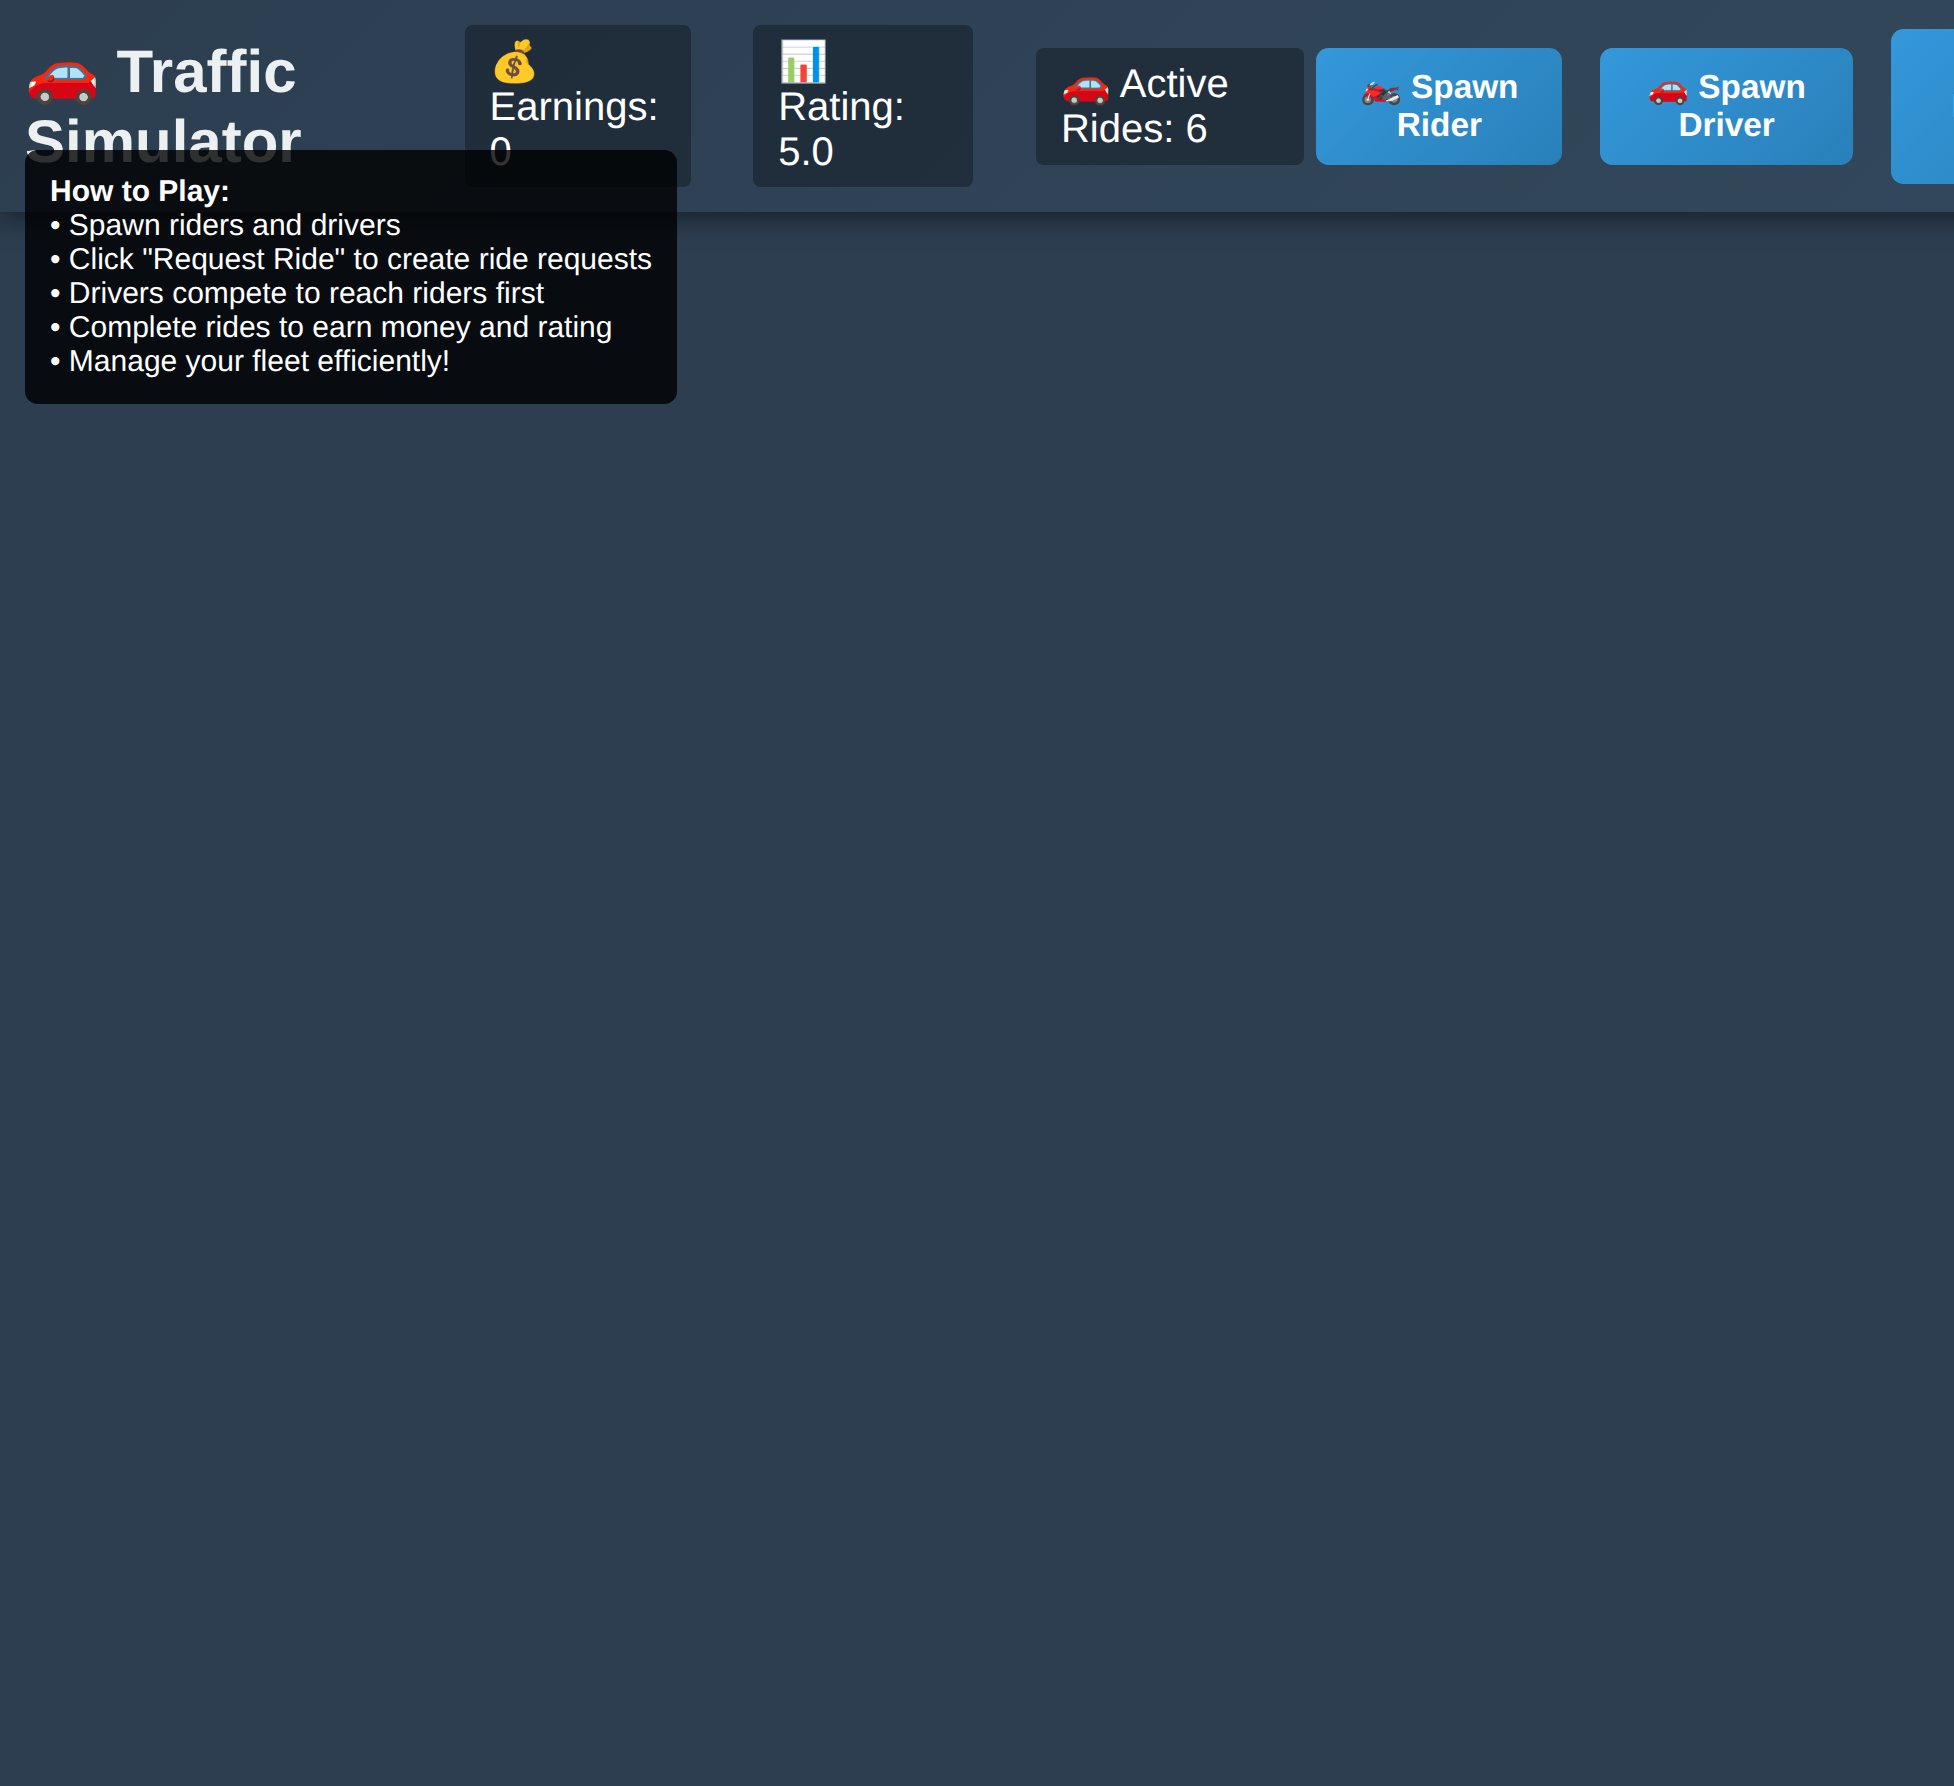 🚗 Traffic
Simulator
💰
Earnings:
0
📊
Rating:
5.0
🚗 Active
Rides: 6
🏍️ Spawn
Rider
🚗 Spawn
Driver
How to Play:
• Spawn riders and drivers
• Click "Request Ride" to create ride requests
• Drivers compete to reach riders first
• Complete rides to earn money and rating
• Manage your fleet efficiently!